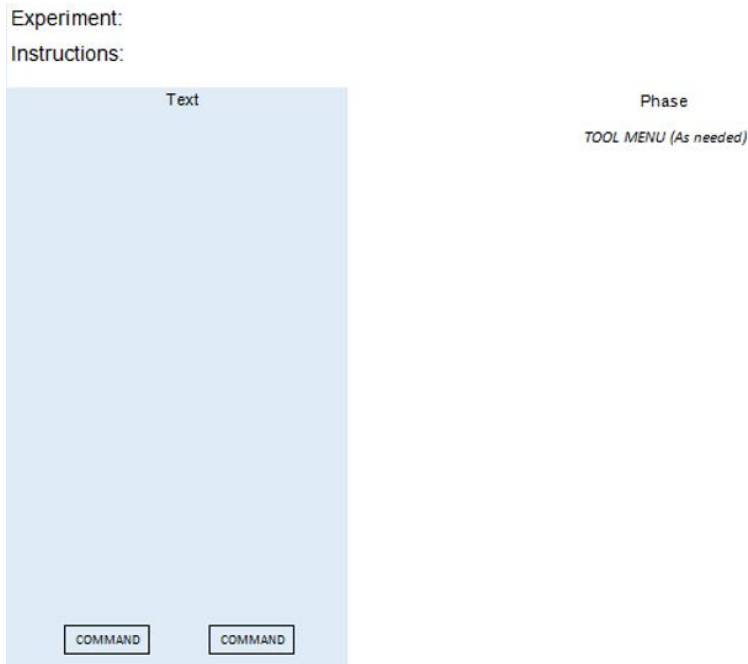 Experiment:
Instructions:
Text
Phase
TOOL MENU (As needed)
COMMAND
COMMAND